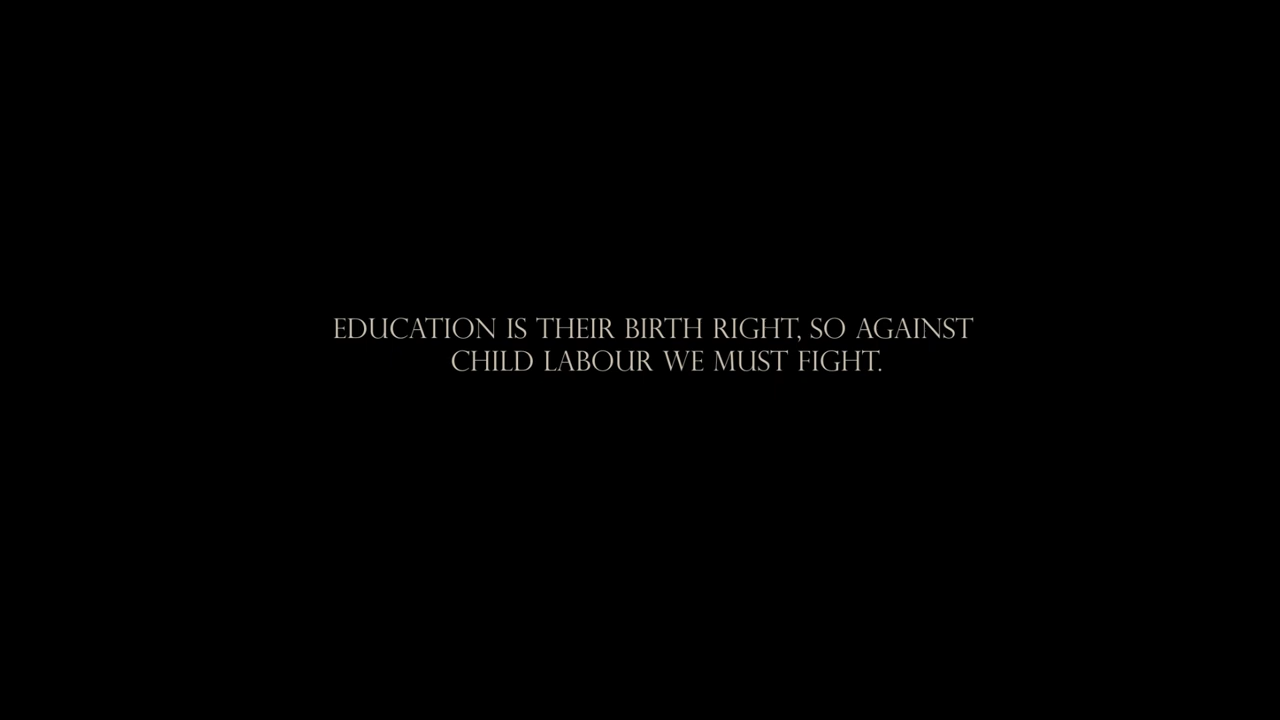 EDUCATION IS THEIR BIRTH RIGHT, SO AGAINST
CHILD LABOUR WE MUST FIGHT.